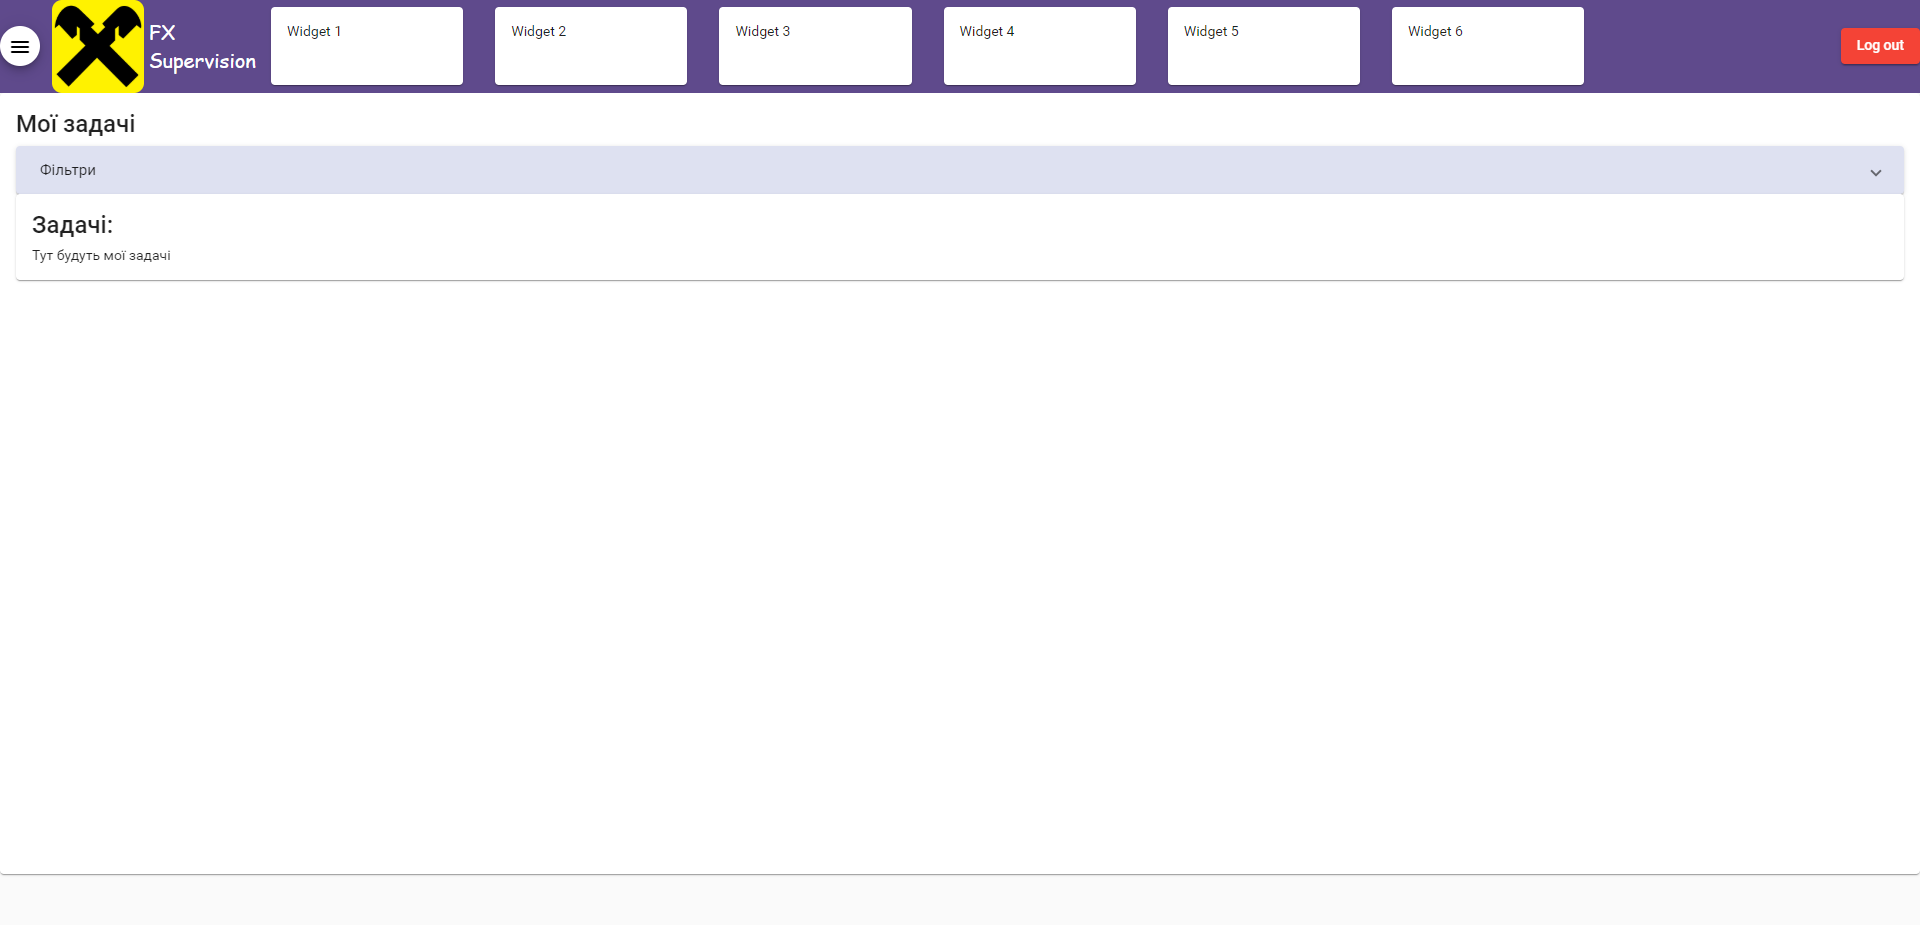 FX
Supervision
Widget 1
Widget 2
Widget 3
Widget 4
Widget 5
Widget 6
Log out
Мої задачі
Фільтри
Задачі:
Тут будуть мої задачі